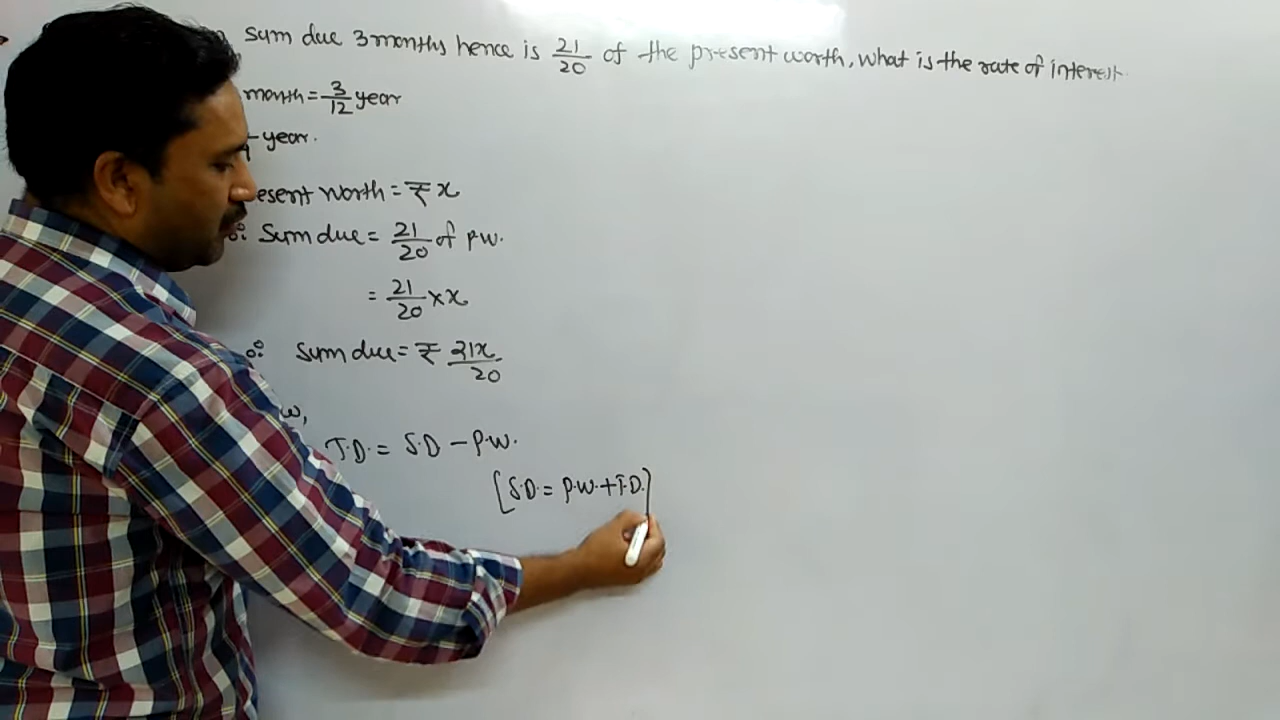 sum due 3 months hence is 21/20 of the present worth, what is the rate of interest.
month = 3/12 year
year.
esent worth = ₹ x
∴ Sum due = 21/20 of P.W.
= 21/20 × x
∴ sum due = ₹ 21x/20
w,
T.D. = S.D - P.W.
[S.D. = P.W. + T.D.]